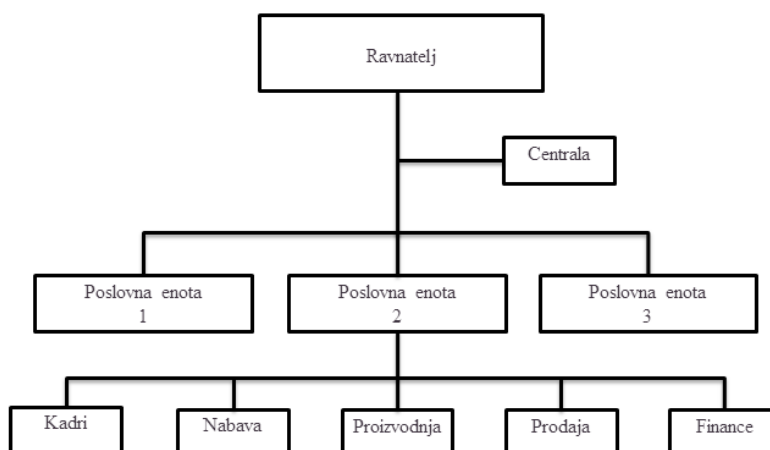 Ravnatelj
Centrala
Poslovna enota
1
Poslovna enota
2
Poslovna enota
3
Kadri
Nabava
Proizvodnja
Prodaja
Finance